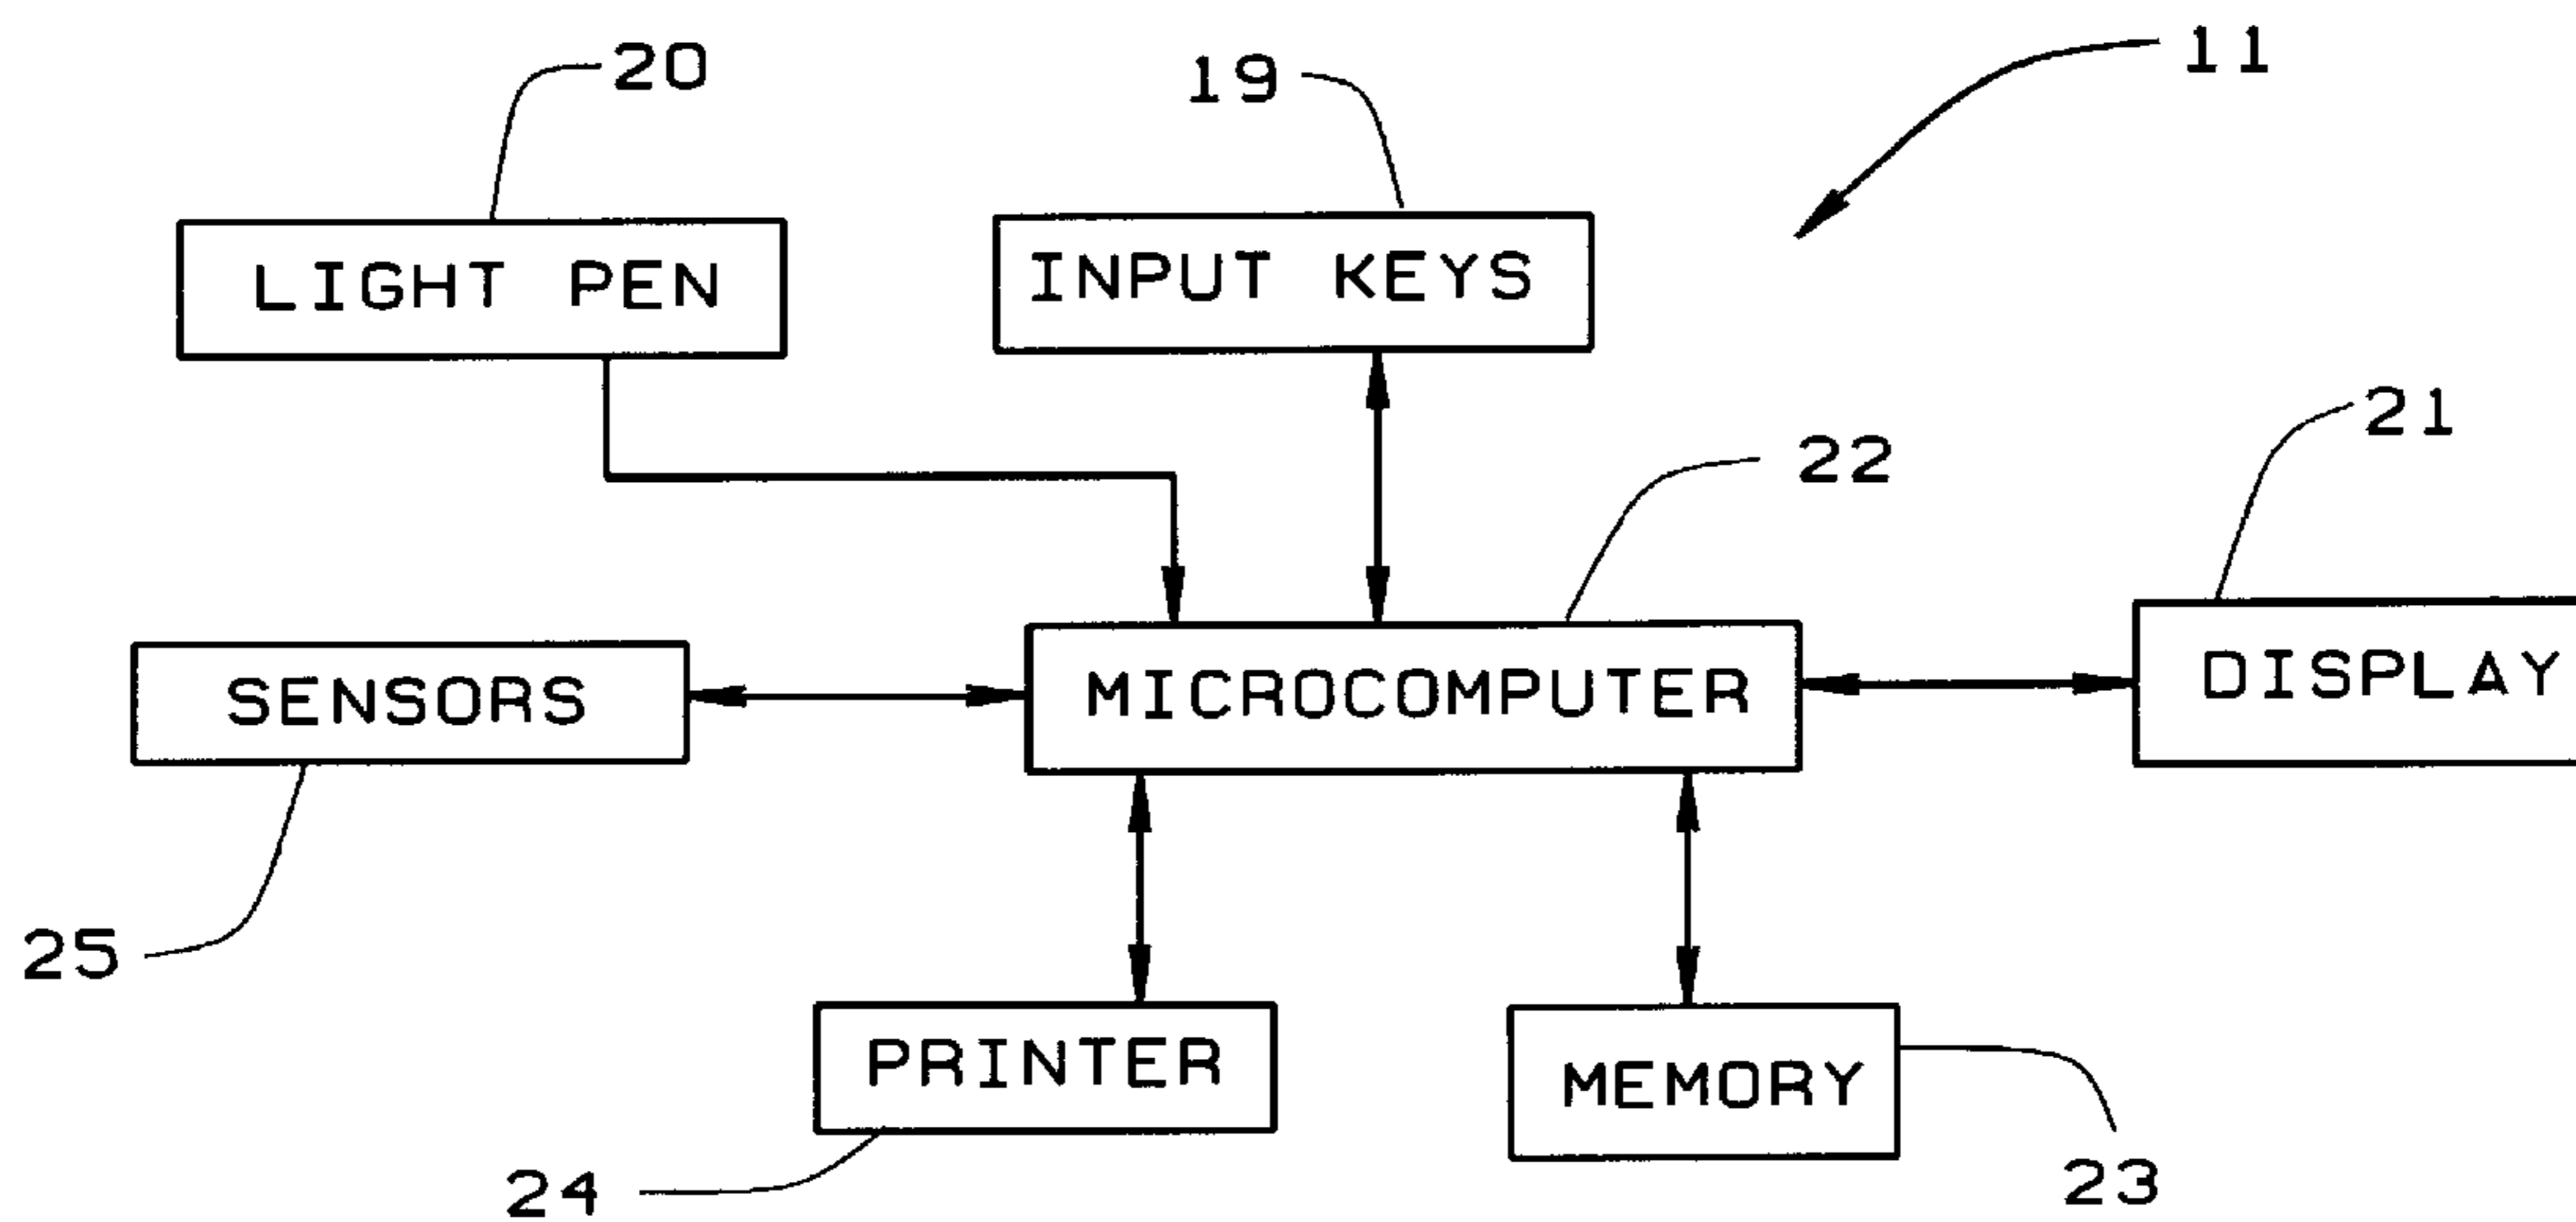 20
19
11
LIGHT PEN
INPUT KEYS
21
22
SENSORS
MICROCOMPUTER
DISPLAY
25
PRINTER
MEMORY
24
23